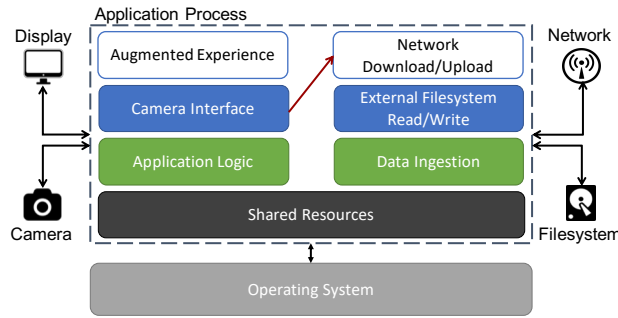 Application Process
Display
Network
Augmented Experience
Network
Download/Upload
Camera Interface
External Filesystem
Read/Write
Application Logic
Data Ingestion
Shared Resources
Camera
Filesystem
Operating System